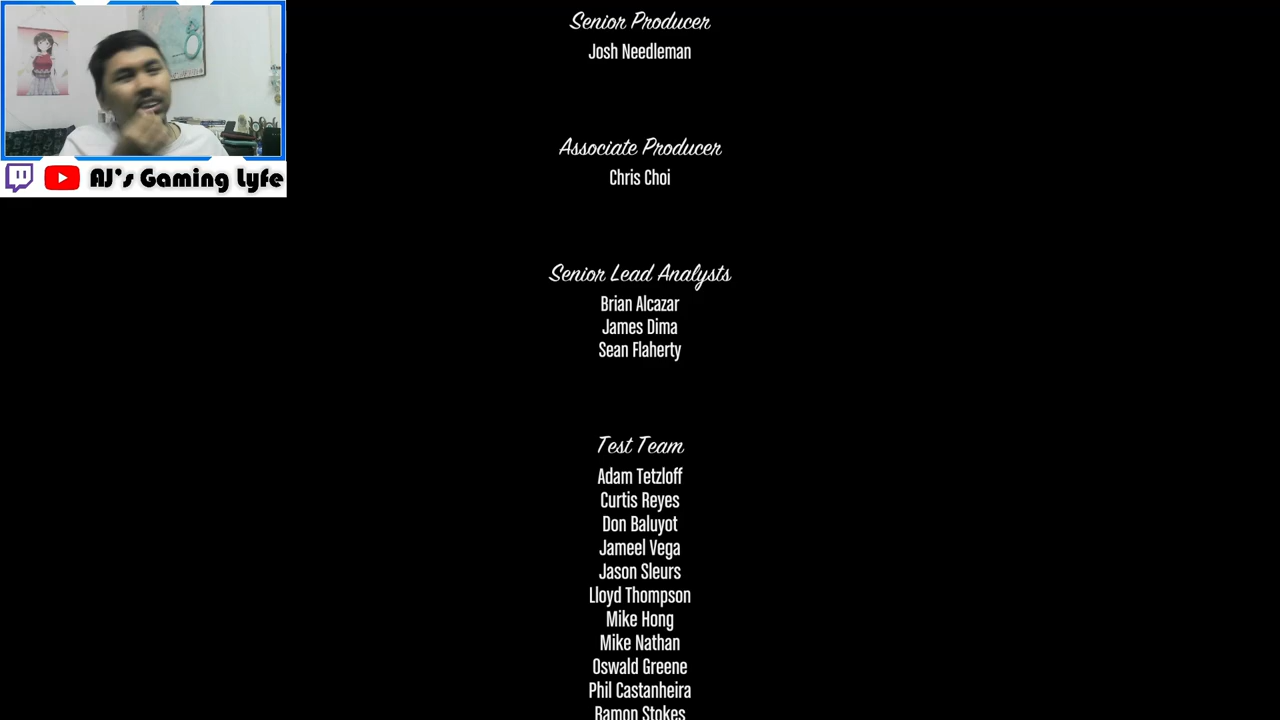 Senior Producer
Josh Needleman
Associate Producer
Chris Choi
AJ's Gaming Lyfe
Senior Lead Analysts
Brian Alcazar
James Dima
Sean Flaherty
Test Team
Adam Tetzloff
Curtis Reyes
Don Baluyot
Jameel Vega
Jason Sleurs
Lloyd Thompson
Mike Hong
Mike Nathan
Oswald Greene
Phil Castanheira
Ramon Stokes